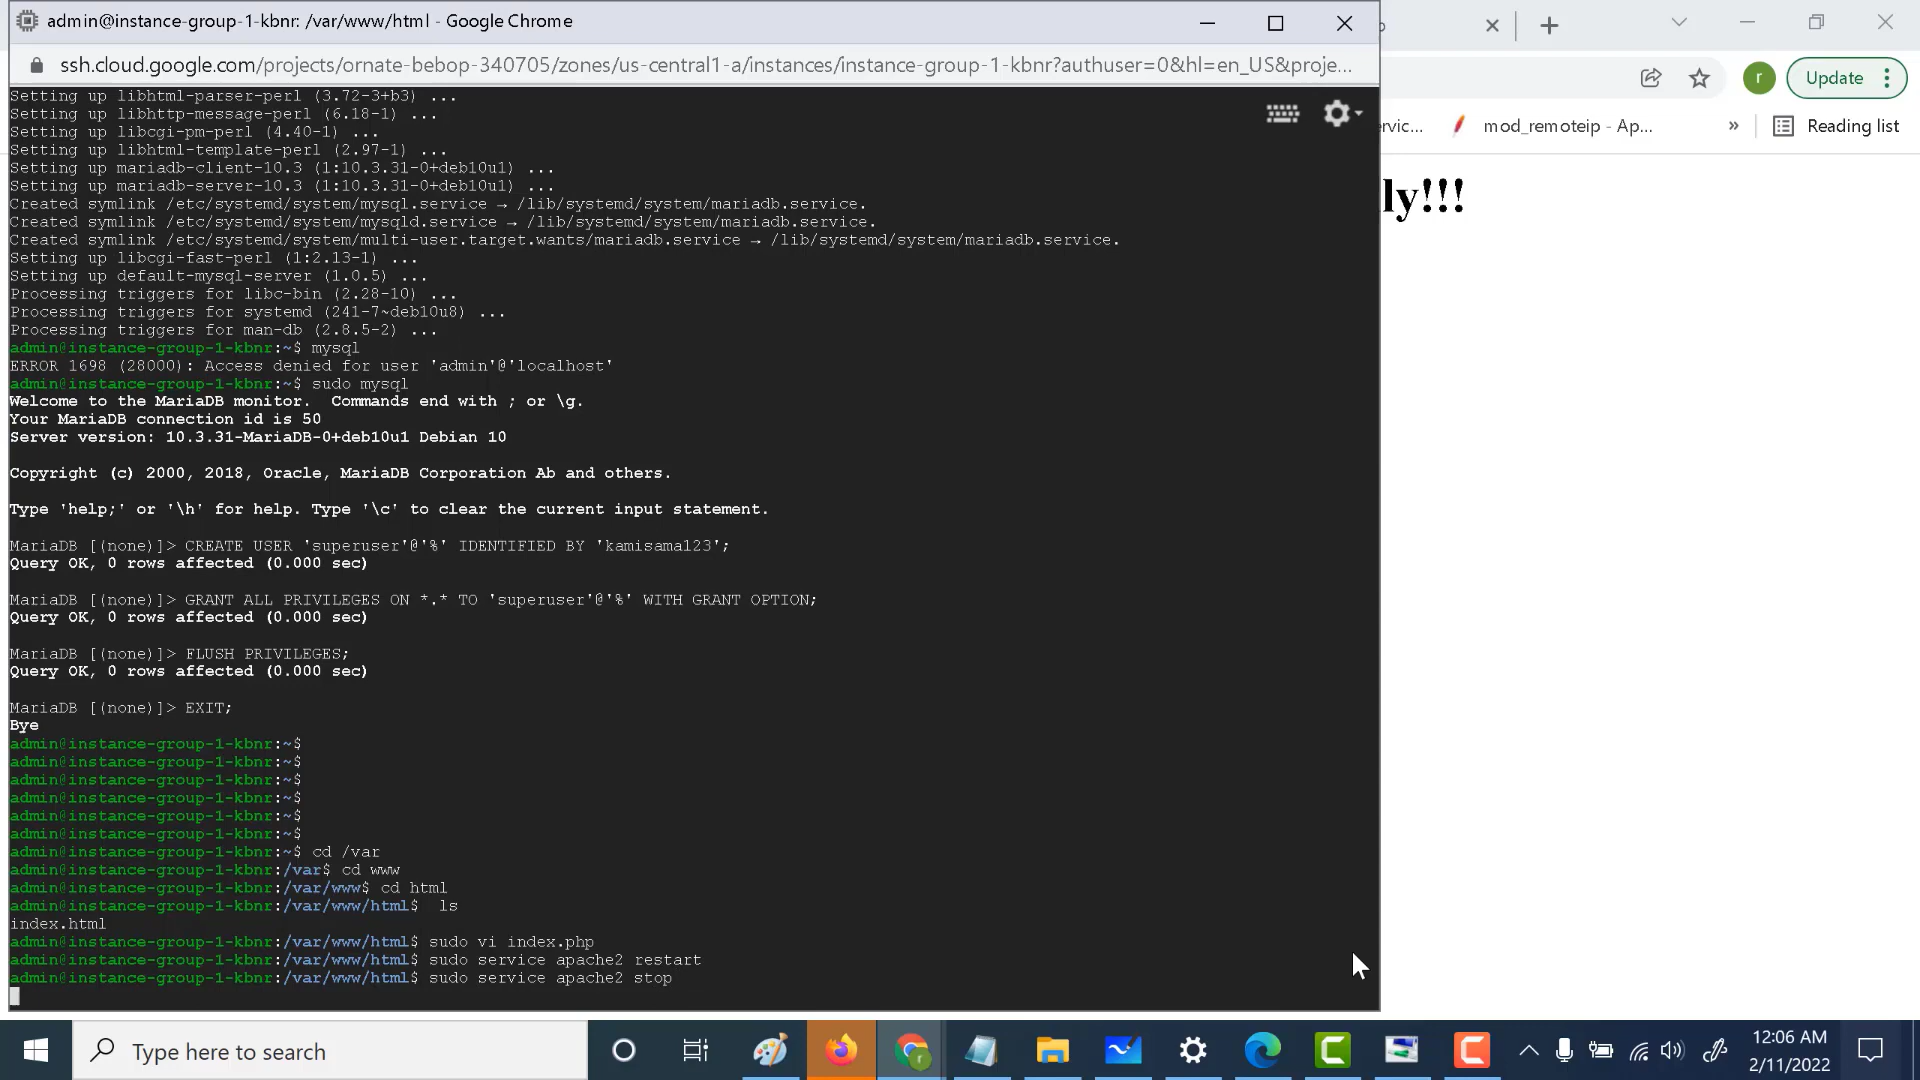 admin@instance-group-1-kbnr: /var/www/html - Google Chrome
ssh.cloud.google.com/projects/ornate-bebop-340705/zones/us-central1-a/instances/instance-group-1-kbnr?authuser=0&hl=en_US&proje...
r
Update
ervic...
mod_remoteip - Ap...
»
Reading list
ly!!!
Setting up libhtml-parser-perl (3.72-3+b3) ...
Setting up libhttp-message-perl (6.18-1) ...
Setting up libcgi-pm-perl (4.40-1) ...
Setting up libhtml-template-perl (2.97-1) ...
Setting up mariadb-client-10.3 (1:10.3.31-0+deb10u1) ...
Setting up mariadb-server-10.3 (1:10.3.31-0+deb10u1) ...
Created symlink /etc/systemd/system/mysql.service → /lib/systemd/system/mariadb.service.
Created symlink /etc/systemd/system/mysqld.service → /lib/systemd/system/mariadb.service.
Created symlink /etc/systemd/system/multi-user.target.wants/mariadb.service → /lib/systemd/system/mariadb.service.
Setting up libcgi-fast-perl (1:2.13-1) ...
Setting up default-mysql-server (1.0.5) ...
Processing triggers for libc-bin (2.28-10) ...
Processing triggers for systemd (241-7~deb10u8) ...
Processing triggers for man-db (2.8.5-2) ...
admin@instance-group-1-kbnr:~$ mysql
ERROR 1698 (28000): Access denied for user 'admin'@'localhost'
admin@instance-group-1-kbnr:~$ sudo mysql
Welcome to the MariaDB monitor.  Commands end with ; or \g.
Your MariaDB connection id is 50
Server version: 10.3.31-MariaDB-0+deb10u1 Debian 10
Copyright (c) 2000, 2018, Oracle, MariaDB Corporation Ab and others.
Type 'help;' or '\h' for help. Type '\c' to clear the current input statement.
MariaDB [(none)]> CREATE USER 'superuser'@'%' IDENTIFIED BY 'kamisama123';
Query OK, 0 rows affected (0.000 sec)
MariaDB [(none)]> GRANT ALL PRIVILEGES ON *.* TO 'superuser'@'%' WITH GRANT OPTION;
Query OK, 0 rows affected (0.000 sec)
MariaDB [(none)]> FLUSH PRIVILEGES;
Query OK, 0 rows affected (0.000 sec)
MariaDB [(none)]> EXIT;
Bye
admin@instance-group-1-kbnr:~$
admin@instance-group-1-kbnr:~$
admin@instance-group-1-kbnr:~$
admin@instance-group-1-kbnr:~$
admin@instance-group-1-kbnr:~$
admin@instance-group-1-kbnr:~$
admin@instance-group-1-kbnr:~$ cd /var
admin@instance-group-1-kbnr:/var$ cd www
admin@instance-group-1-kbnr:/var/www$ cd html
admin@instance-group-1-kbnr:/var/www/html$  ls
index.html
admin@instance-group-1-kbnr:/var/www/html$ sudo vi index.php
admin@instance-group-1-kbnr:/var/www/html$ sudo service apache2 restart
admin@instance-group-1-kbnr:/var/www/html$ sudo service apache2 stop
Type here to search
12:06 AM
2/11/2022